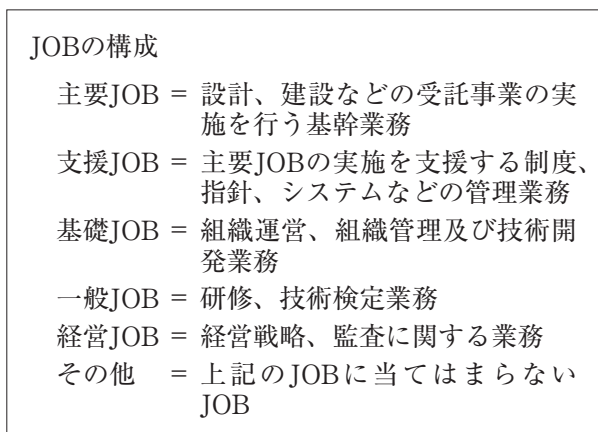 JOBの構成
主要JOB = 設計、建設などの受託事業の実
施を行う基幹業務
支援JOB = 主要JOBの実施を支援する制度、
指針、システムなどの管理業務
基礎JOB = 組織運営、組織管理及び技術開
発業務
一般JOB = 研修、技術検定業務
経営JOB = 経営戦略、監査に関する業務
その他 = 上記のJOBに当てはまらない
JOB